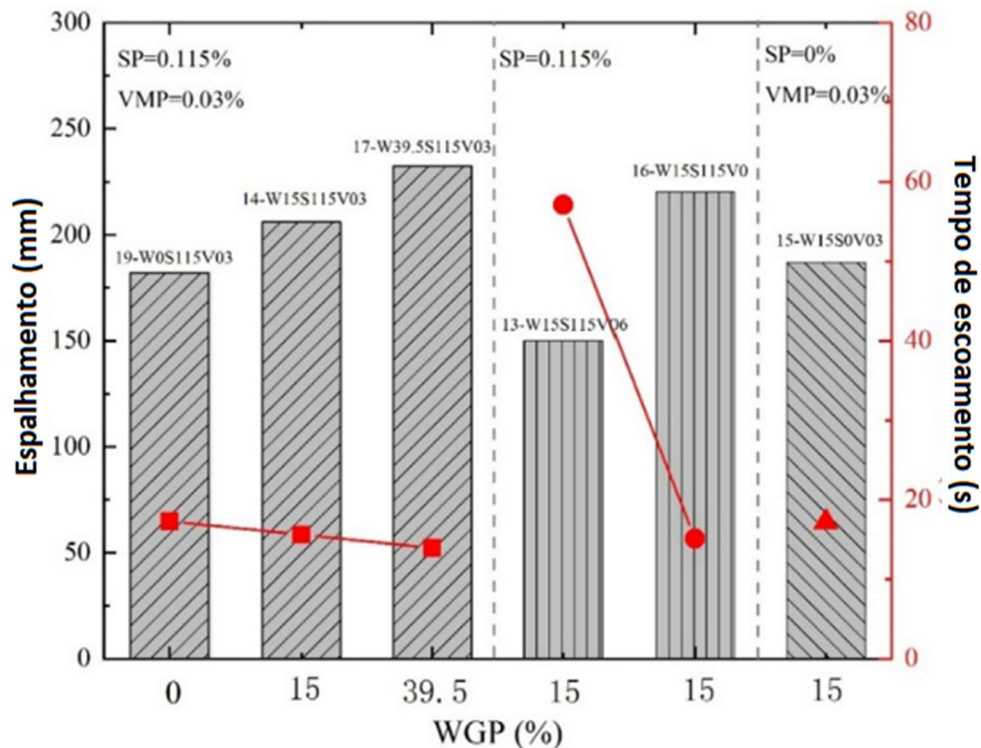 300
250
200
150
100
50
0
Espalhamento (mm)
SP=0.115%
VMP=0.03%
SP=0.115%
SP=0%
VMP=0.03%
19-W0S115V03
14-W15S115V03
17-W39.5S115V03
13-W15S115V06
16-W15S115V0
15-W15S0V03
80
60
40
20
0
Tempo de escoamento (s)
0 15 39.5 15 15 15
WGP (%)